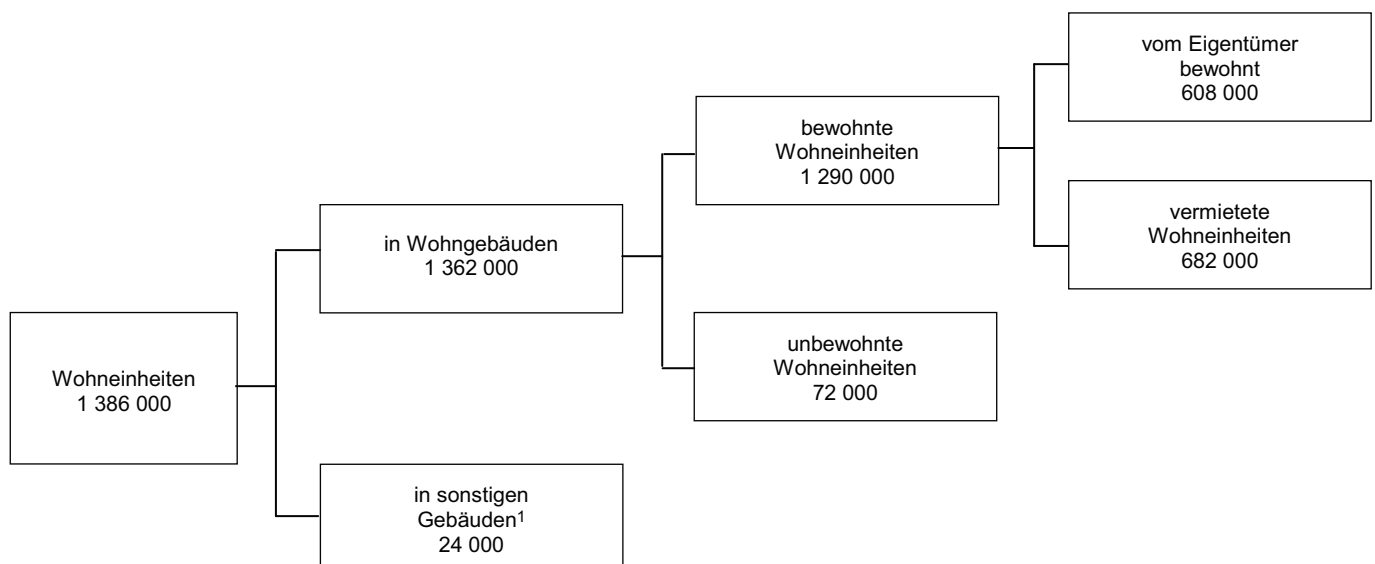 Wohneinheiten
1 386 000
in Wohngebäuden
1 362 000
in sonstigen
Gebäuden¹
24 000
bewohnte
Wohneinheiten
1 290 000
unbewohnte
Wohneinheiten
72 000
vom Eigentümer
bewohnt
608 000
vermietete
Wohneinheiten
682 000